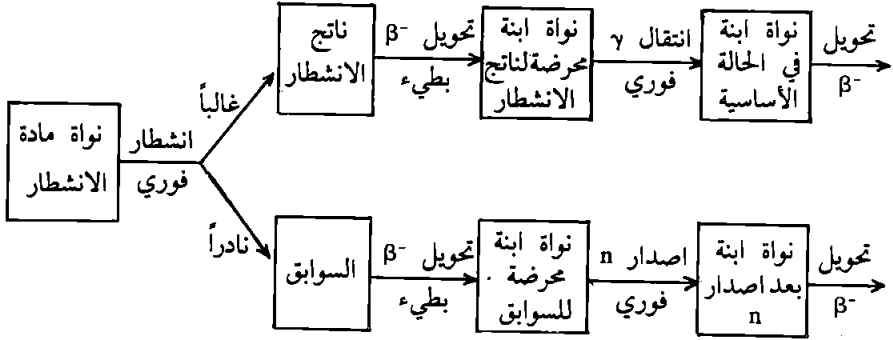 نواة مادة
الانشطار
انشطار
فوري
غالباً
نادراً
ناتج
الانشطار
تحويل β⁻
بطيء
نواة ابنة
محرضة لناتج
الانشطار
انتقال γ
فوري
نواة ابنة
في الحالة
الأساسية
تحويل
β⁻
السوابق
تحويل β⁻
بطيء
نواة ابنة
محرضة
للسوابق
اصدار n
فوري
نواة ابنة
بعد اصدار
n
تحويل
β⁻